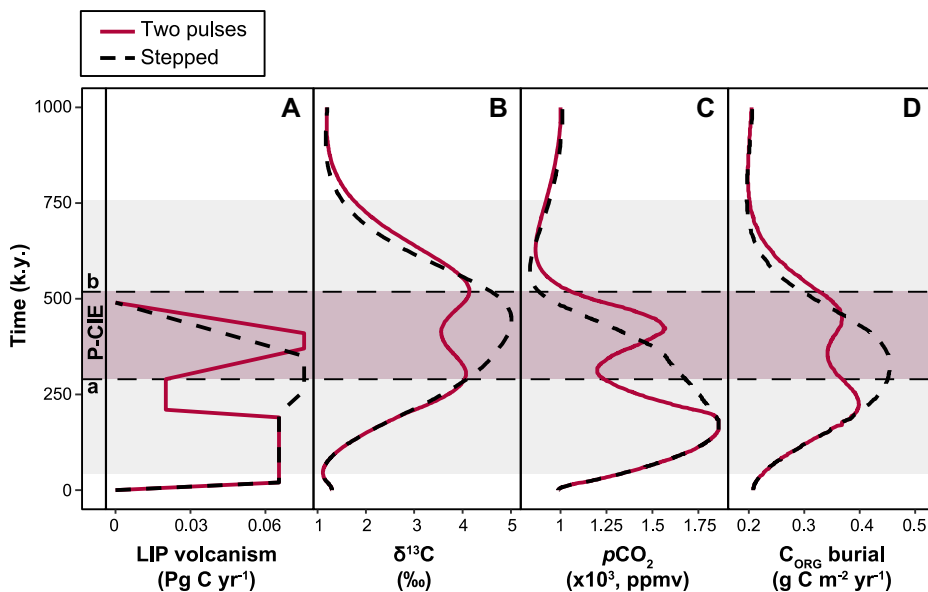 Two pulses
Stepped
A
B
C
D
1000
750
500
250
0
Time (k.y.)
P-CIE
b
a
0
0.03
0.06
1
2
3
4
5
1
1.25
1.5
1.75
0.2
0.3
0.4
0.5
LIP volcanism
(Pg C yr⁻¹)
δ¹³C
(‰)
pCO₂
(x10³, ppmv)
C_ORG burial
(g C m⁻² yr⁻¹)